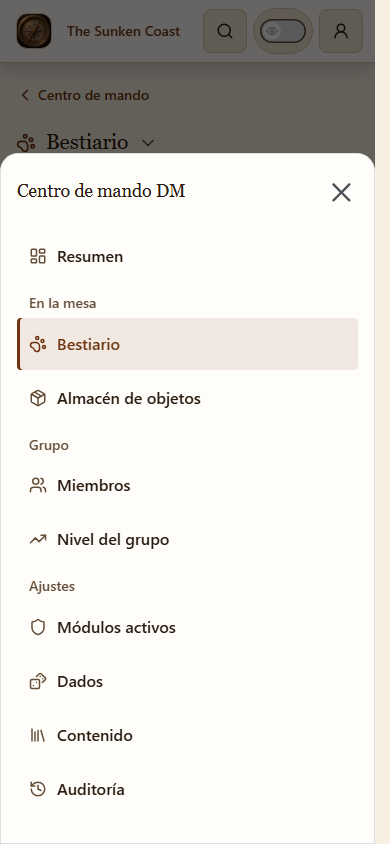 The Sunken Coast
Centro de mando
Bestiario
Centro de mando DM
Resumen
En la mesa
Bestiario
Almacén de objetos
Grupo
Miembros
Nivel del grupo
Ajustes
Módulos activos
Dados
Contenido
Auditoría